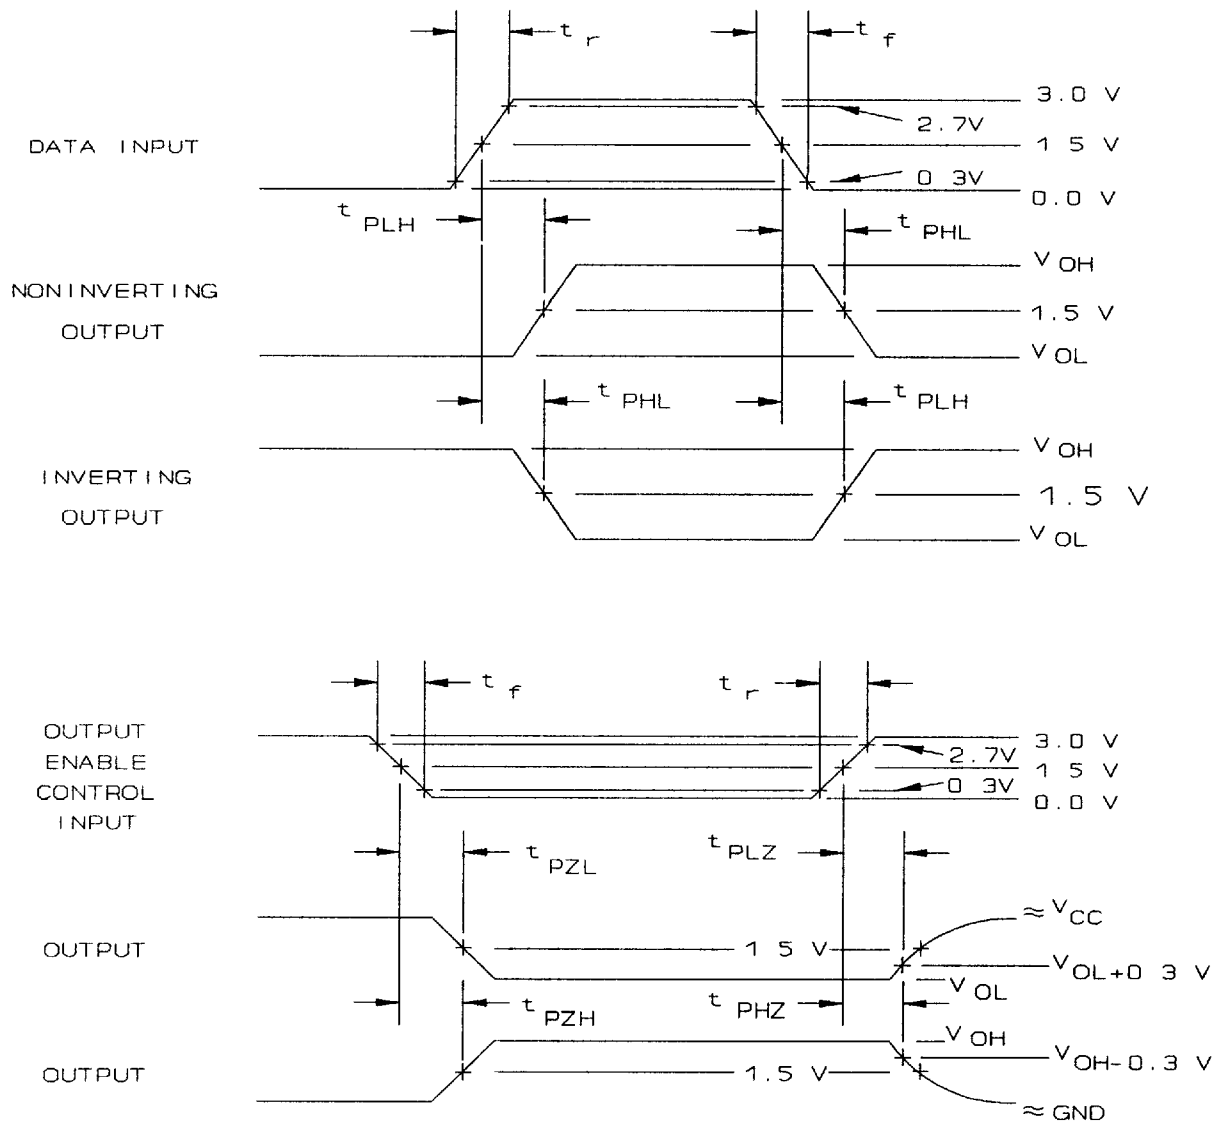 t r
t f
3.0 V
2.7V
DATA INPUT
1 5 V
0 3V
0.0 V
t PLH
t PHL
V OH
NONINVERTING
OUTPUT
1.5 V
V OL
t PHL
t PLH
V OH
INVERTING
OUTPUT
1.5 V
V OL
t f
t r
OUTPUT
ENABLE
CONTROL
INPUT
3.0 V
2.7V
1 5 V
0 3V
0.0 V
t PZL
t PLZ
≈ V CC
OUTPUT
1 5 V
V OL+0 3 V
V OL
t PZH
t PHZ
V OH
V OH-0.3 V
OUTPUT
1.5 V
≈ GND